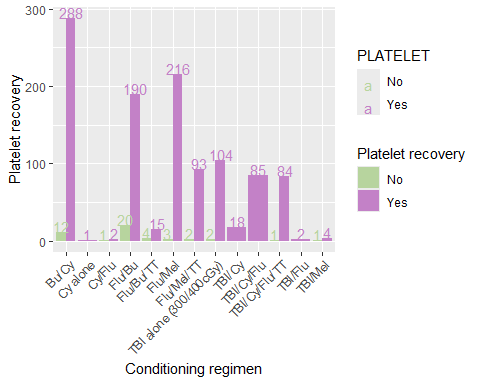 300
200
100
0
Platelet recovery
12
288
1
1
2
20
190
4
15
3
216
2
93
2
104
18
85
1
84
2
1
4
Bu/Cy
Cy alone
Cy/Flu
Flu/Bu
Flu/Bu/TT
Flu/Mel
Flu/Mel/TT
TBI alone (300/400cGy)
TBI/Cy
TBI/Cy/Flu
TBI/Cy/Flu/TT
TBI/Flu
TBI/Mel
Conditioning regimen
PLATELET
a No
a Yes
Platelet recovery
No
Yes